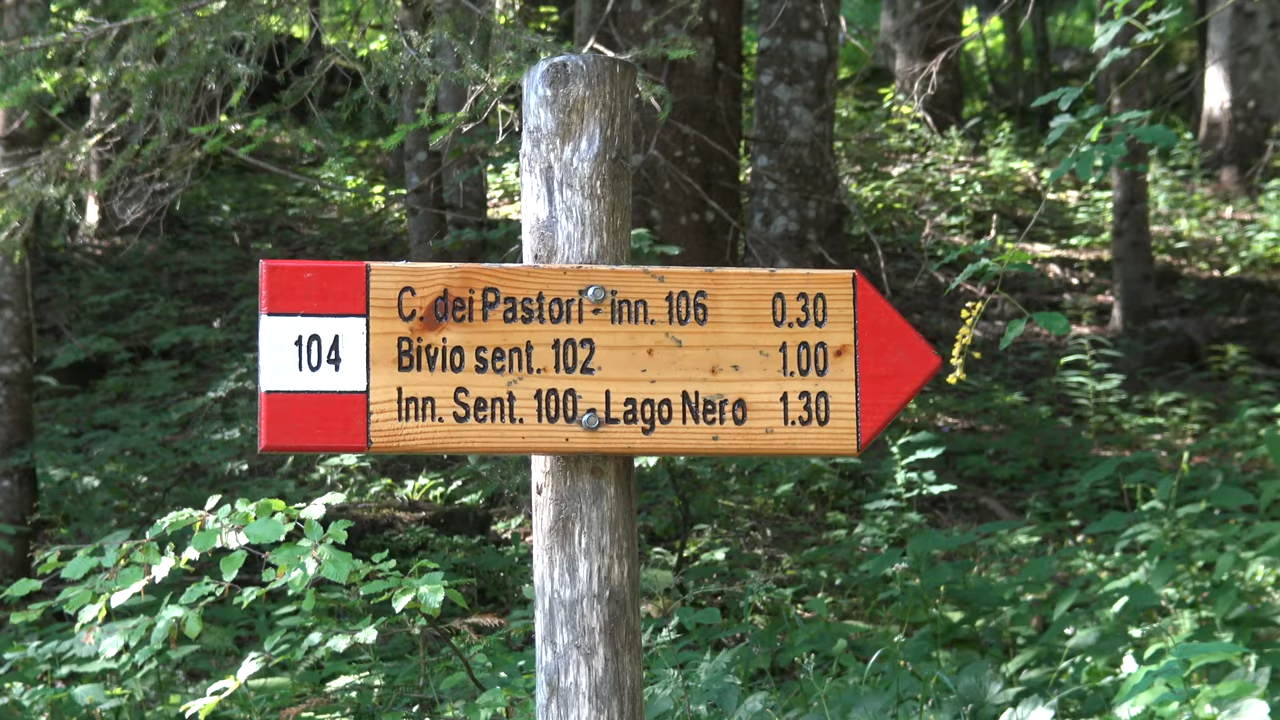 104
C. dei Pastori - inn. 106 0.30
Bivio sent. 102 1.00
Inn. Sent. 100 - Lago Nero 1.30